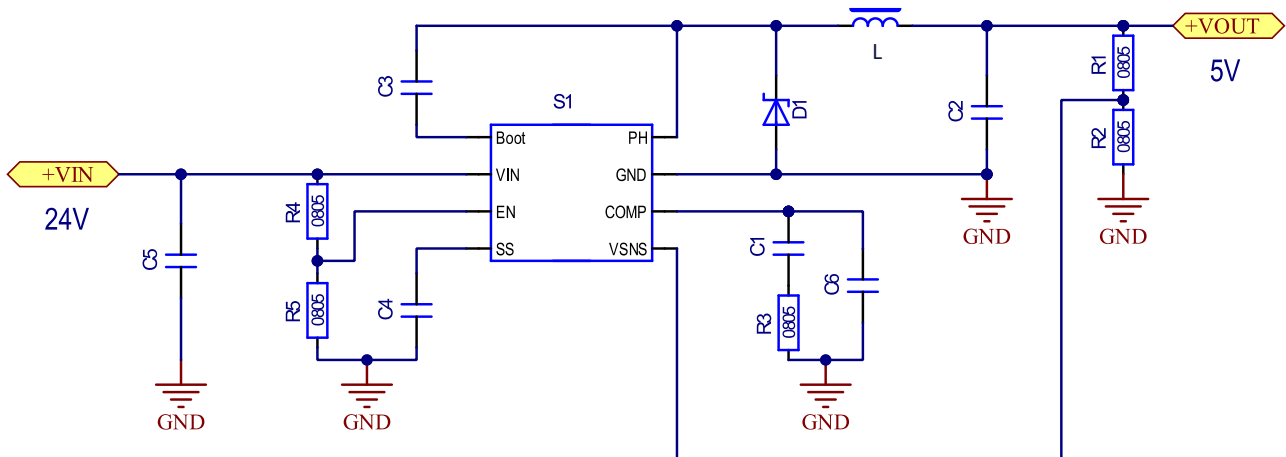 +VOUT
L
5V
R1
0805
C3
S1
D1
C2
R2
0805
Boot
PH
+VIN
VIN
GND
24V
R4
0805
EN
COMP
GND
GND
SS
VSNS
C1
C5
C6
R5
0805
C4
R3
0805
GND
GND
GND